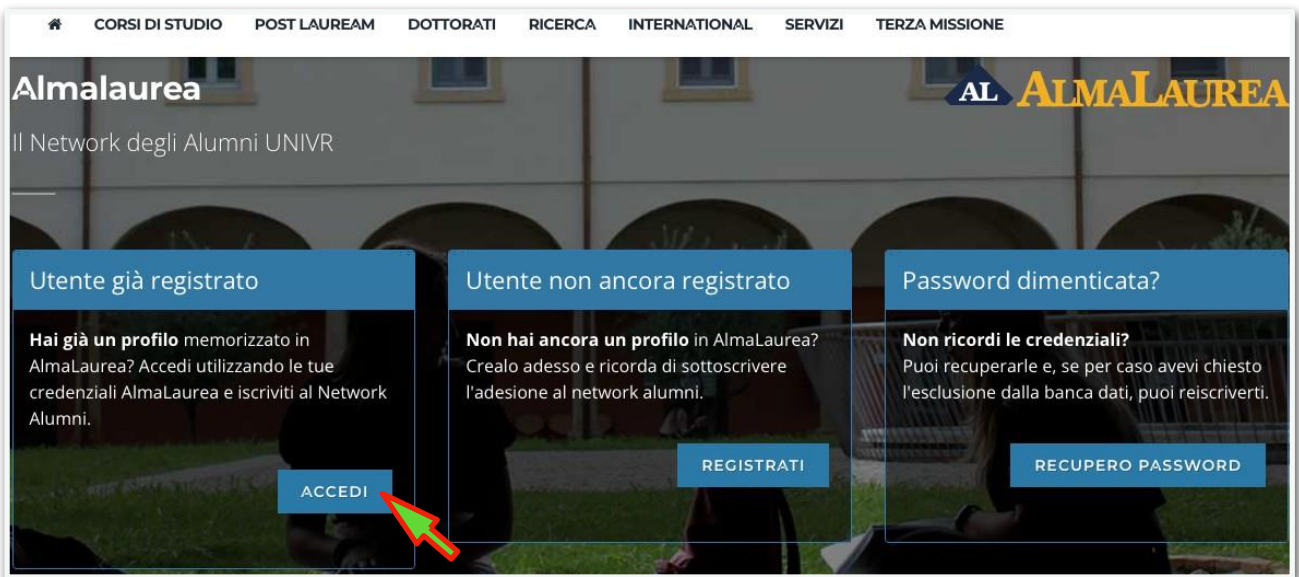 CORSI DI STUDIO POST LAUREAM DOTTORATI RICERCA INTERNATIONAL SERVIZI TERZA MISSIONE
Almalaurea
AL ALMALAUREA
Il Network degli Alumni UNIVR
Utente già registrato
Hai già un profilo memorizzato in
AlmaLaurea? Accedi utilizzando le tue
credenziali AlmaLaurea e iscriviti al Network
Alumni.
ACCEDI
Utente non ancora registrato
Non hai ancora un profilo in AlmaLaurea?
Crealo adesso e ricorda di sottoscrivere
l'adesione al network alumni.
REGISTRATI
Password dimenticata?
Non ricordi le credenziali?
Puoi recuperarle e, se per caso avevi chiesto
l'esclusione dalla banca dati, puoi reiscriverti.
RECUPERO PASSWORD